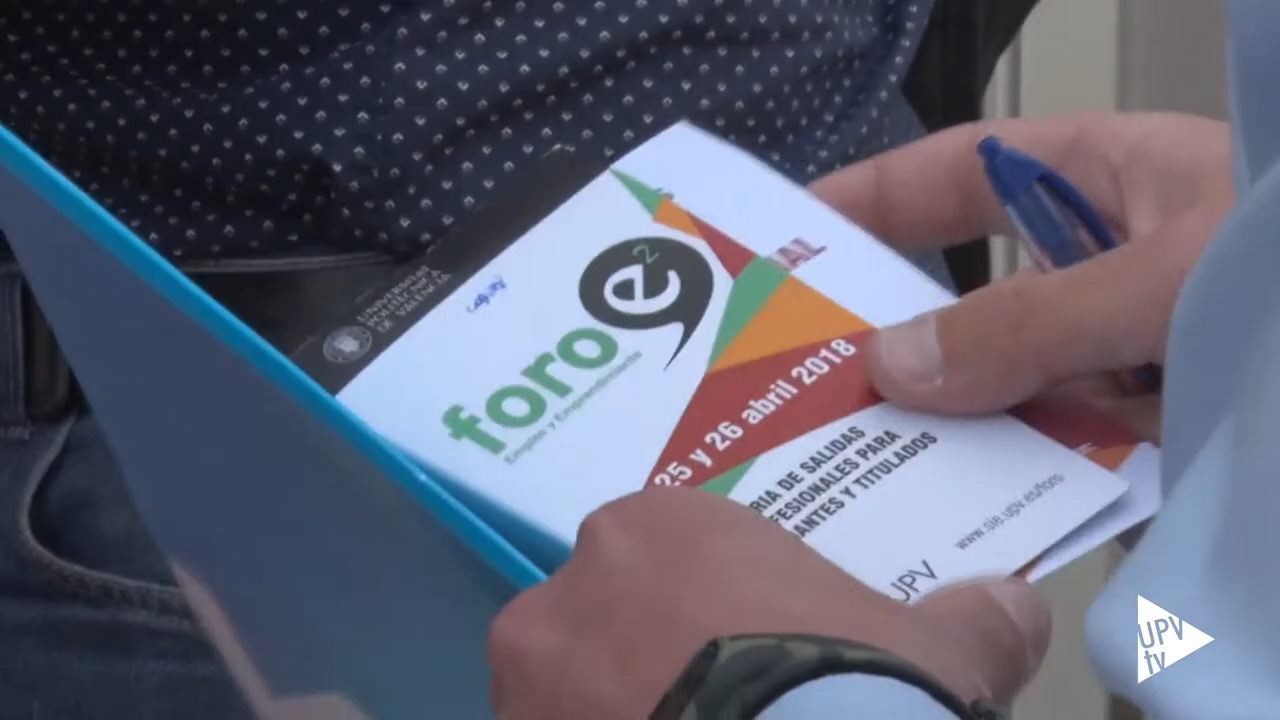 UNIVERSITAT
POLITÈCNICA
DE VALÈNCIA
foro e2
Empleo y Emprendimiento
IAL
25 y 26 abril 2018
RIA DE SALIDAS
FESIONALES PARA
ANTES Y TITULADOS
www.sie.upv.es/foro
UPV
UPV
tv